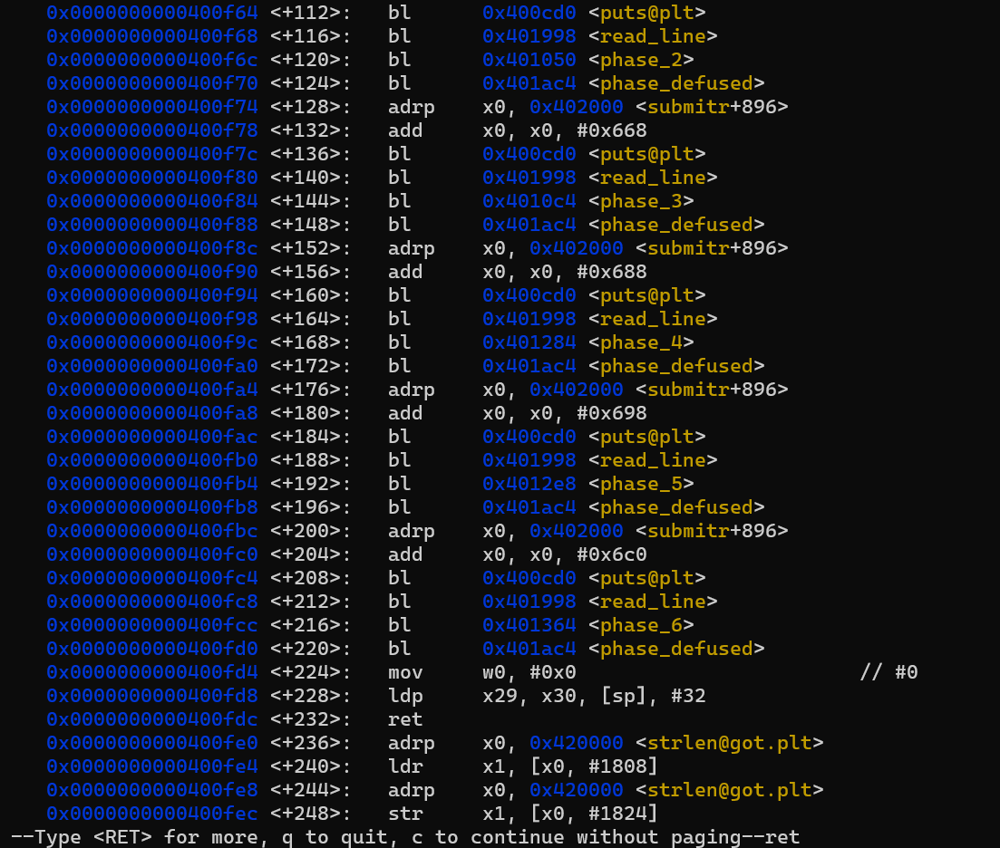 0x0000000000400f64 <+112>: bl 0x400cd0 <puts@plt>
0x0000000000400f68 <+116>: bl 0x401998 <read_line>
0x0000000000400f6c <+120>: bl 0x401050 <phase_2>
0x0000000000400f70 <+124>: bl 0x401ac4 <phase_defused>
0x0000000000400f74 <+128>: adrp x0, 0x402000 <submitr+896>
0x0000000000400f78 <+132>: add x0, x0, #0x668
0x0000000000400f7c <+136>: bl 0x400cd0 <puts@plt>
0x0000000000400f80 <+140>: bl 0x401998 <read_line>
0x0000000000400f84 <+144>: bl 0x4010c4 <phase_3>
0x0000000000400f88 <+148>: bl 0x401ac4 <phase_defused>
0x0000000000400f8c <+152>: adrp x0, 0x402000 <submitr+896>
0x0000000000400f90 <+156>: add x0, x0, #0x688
0x0000000000400f94 <+160>: bl 0x400cd0 <puts@plt>
0x0000000000400f98 <+164>: bl 0x401998 <read_line>
0x0000000000400f9c <+168>: bl 0x401284 <phase_4>
0x0000000000400fa0 <+172>: bl 0x401ac4 <phase_defused>
0x0000000000400fa4 <+176>: adrp x0, 0x402000 <submitr+896>
0x0000000000400fa8 <+180>: add x0, x0, #0x698
0x0000000000400fac <+184>: bl 0x400cd0 <puts@plt>
0x0000000000400fb0 <+188>: bl 0x401998 <read_line>
0x0000000000400fb4 <+192>: bl 0x4012e8 <phase_5>
0x0000000000400fb8 <+196>: bl 0x401ac4 <phase_defused>
0x0000000000400fbc <+200>: adrp x0, 0x402000 <submitr+896>
0x0000000000400fc0 <+204>: add x0, x0, #0x6c0
0x0000000000400fc4 <+208>: bl 0x400cd0 <puts@plt>
0x0000000000400fc8 <+212>: bl 0x401998 <read_line>
0x0000000000400fcc <+216>: bl 0x401364 <phase_6>
0x0000000000400fd0 <+220>: bl 0x401ac4 <phase_defused>
0x0000000000400fd4 <+224>: mov w0, #0x0 // #0
0x0000000000400fd8 <+228>: ldp x29, x30, [sp], #32
0x0000000000400fdc <+232>: ret
0x0000000000400fe0 <+236>: adrp x0, 0x420000 <strlen@got.plt>
0x0000000000400fe4 <+240>: ldr x1, [x0, #1808]
0x0000000000400fe8 <+244>: adrp x0, 0x420000 <strlen@got.plt>
0x0000000000400fec <+248>: str x1, [x0, #1824]
--Type <RET> for more, q to quit, c to continue without paging--ret